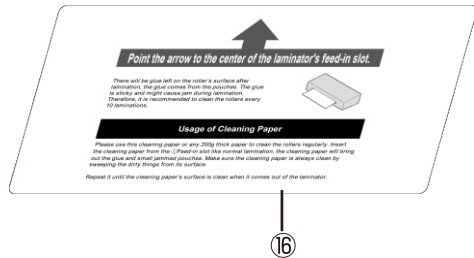 Point the arrow to the center of the laminator's feed-in slot.
There will be glue left on the roller's surface after
lamination, the glue comes from the pouches. The glue
is sticky and might cause jam during lamination.
Therefore, it is recommended to clean the rollers every
10 laminations.
Usage of Cleaning Paper
Please use this cleaning paper or any 200g thick paper to clean the rollers regularly. Insert
the cleaning paper from the ①Feed-in slot like normal lamination, the cleaning paper will bring
out the glue and small jammed pouches. Make sure the cleaning paper is always clean by
sweeping the dirty things from its surface.
Repeat it until the cleaning paper's surface is clean when it comes out of the laminator.
⑯